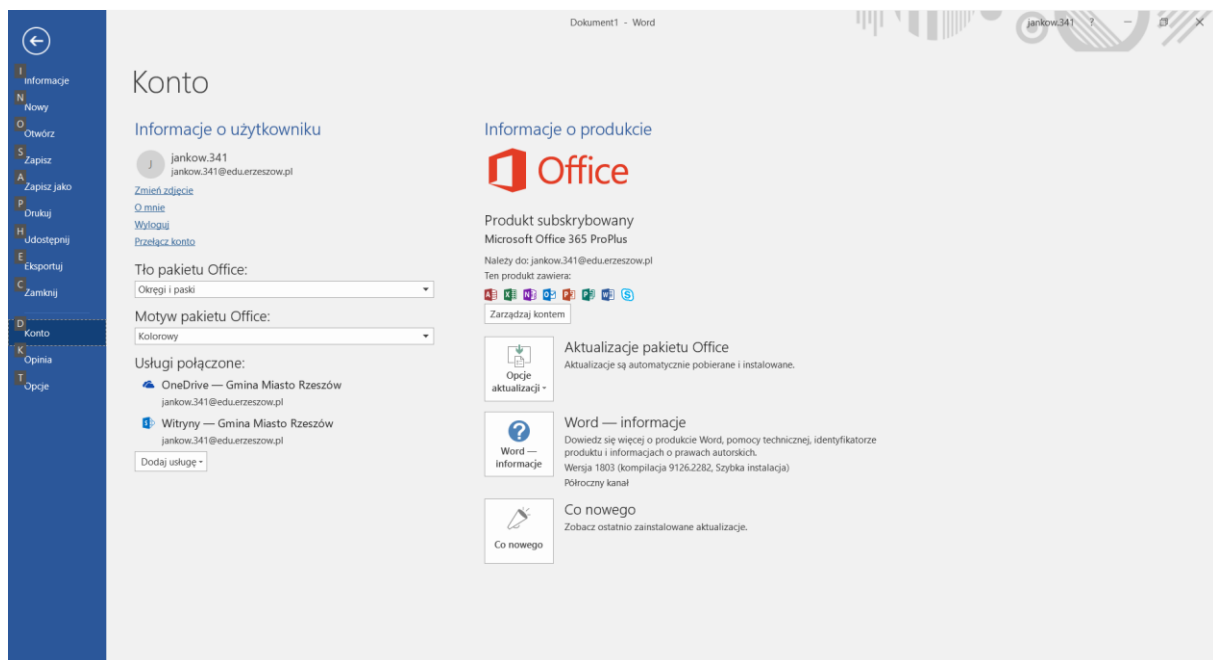 Dokument1 - Word
jankow.341 ?
I
Informacje
N
Nowy
O
Otwórz
S
Zapisz
A
Zapisz jako
P
Drukuj
H
Udostępnij
E
Eksportuj
C
Zamknij
D
Konto
K
Opinia
T
Opcje
Konto
Informacje o użytkowniku
J
jankow.341
jankow.341@edu.erzeszow.pl
Zmień zdjęcie
O mnie
Wyloguj
Przełącz konto
Tło pakietu Office:
Okręgi i paski
Motyw pakietu Office:
Kolorowy
Usługi połączone:
OneDrive — Gmina Miasto Rzeszów
jankow.341@edu.erzeszow.pl
Witryny — Gmina Miasto Rzeszów
jankow.341@edu.erzeszow.pl
Dodaj usługę
Informacje o produkcie
Office
Produkt subskrybowany
Microsoft Office 365 ProPlus
Należy do: jankow.341@edu.erzeszow.pl
Ten produkt zawiera:
Zarządzaj kontem
Opcje
aktualizacji
Aktualizacje pakietu Office
Aktualizacje są automatycznie pobierane i instalowane.
Word —
informacje
Word — informacje
Dowiedz się więcej o produkcie Word, pomocy technicznej, identyfikatorze
produktu i informacjach o prawach autorskich.
Wersja 1803 (kompilacja 9126.2282, Szybka instalacja)
Półroczny kanał
Co nowego
Co nowego
Zobacz ostatnio zainstalowane aktualizacje.